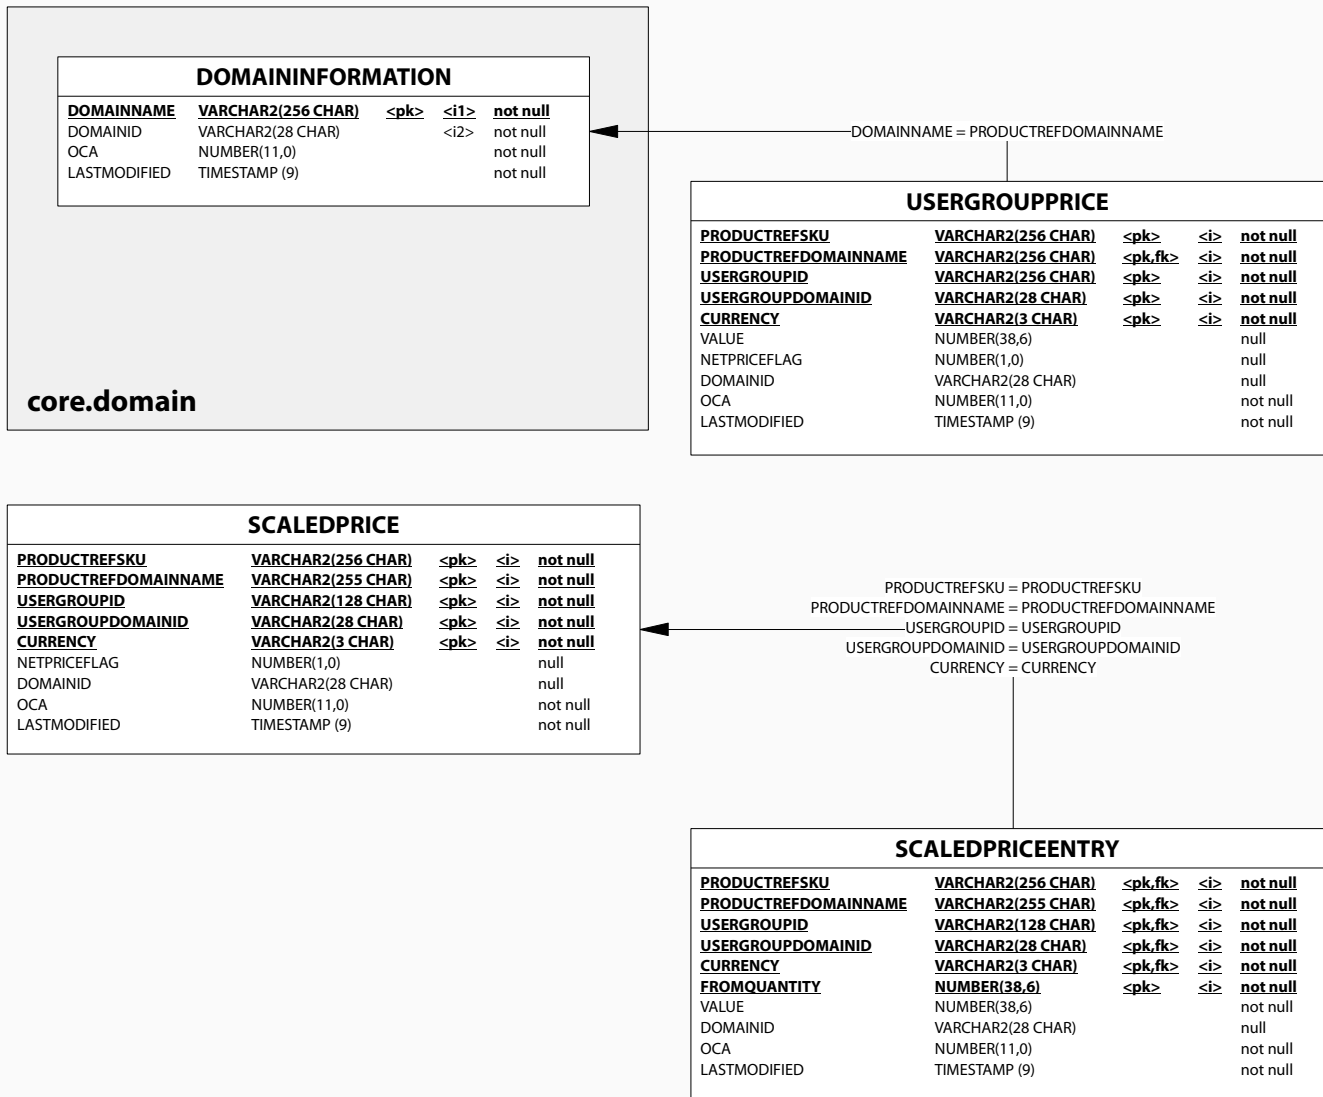 DOMAININFORMATION
DOMAINNAME VARCHAR2(256 CHAR) <pk> <i1> not null
DOMAINID VARCHAR2(28 CHAR) <i2> not null
OCA NUMBER(11,0) not null
LASTMODIFIED TIMESTAMP (9) not null
core.domain
DOMAINNAME = PRODUCTREFDOMAINNAME
USERGROUPPRICE
PRODUCTREFSKU VARCHAR2(256 CHAR) <pk> <i> not null
PRODUCTREFDOMAINNAME VARCHAR2(256 CHAR) <pk,fk> <i> not null
USERGROUPID VARCHAR2(256 CHAR) <pk> <i> not null
USERGROUPDOMAINID VARCHAR2(28 CHAR) <pk> <i> not null
CURRENCY VARCHAR2(3 CHAR) <pk> <i> not null
VALUE NUMBER(38,6) null
NETPRICEFLAG NUMBER(1,0) null
DOMAINID VARCHAR2(28 CHAR) null
OCA NUMBER(11,0) not null
LASTMODIFIED TIMESTAMP (9) not null
SCALEDPRICE
PRODUCTREFSKU VARCHAR2(256 CHAR) <pk> <i> not null
PRODUCTREFDOMAINNAME VARCHAR2(255 CHAR) <pk> <i> not null
USERGROUPID VARCHAR2(128 CHAR) <pk> <i> not null
USERGROUPDOMAINID VARCHAR2(28 CHAR) <pk> <i> not null
CURRENCY VARCHAR2(3 CHAR) <pk> <i> not null
NETPRICEFLAG NUMBER(1,0) null
DOMAINID VARCHAR2(28 CHAR) null
OCA NUMBER(11,0) not null
LASTMODIFIED TIMESTAMP (9) not null
PRODUCTREFSKU = PRODUCTREFSKU
PRODUCTREFDOMAINNAME = PRODUCTREFDOMAINNAME
USERGROUPID = USERGROUPID
USERGROUPDOMAINID = USERGROUPDOMAINID
CURRENCY = CURRENCY
SCALEDPRICEENTRY
PRODUCTREFSKU VARCHAR2(256 CHAR) <pk,fk> <i> not null
PRODUCTREFDOMAINNAME VARCHAR2(255 CHAR) <pk,fk> <i> not null
USERGROUPID VARCHAR2(128 CHAR) <pk,fk> <i> not null
USERGROUPDOMAINID VARCHAR2(28 CHAR) <pk,fk> <i> not null
CURRENCY VARCHAR2(3 CHAR) <pk,fk> <i> not null
FROMQUANTITY NUMBER(38,6) <pk> <i> not null
VALUE NUMBER(38,6) not null
DOMAINID VARCHAR2(28 CHAR) null
OCA NUMBER(11,0) not null
LASTMODIFIED TIMESTAMP (9) not null